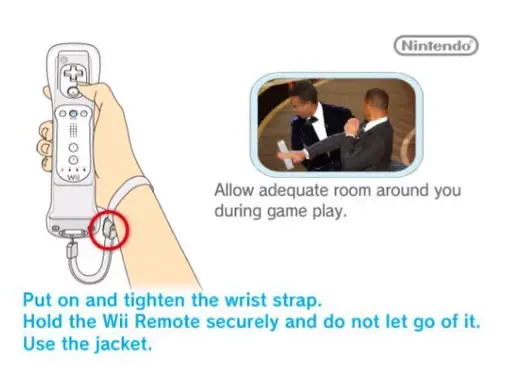 Nintendo
Allow adequate room around you
during game play.
Wii
Put on and tighten the wrist strap.
Hold the Wii Remote securely and do not let go of it.
Use the jacket.